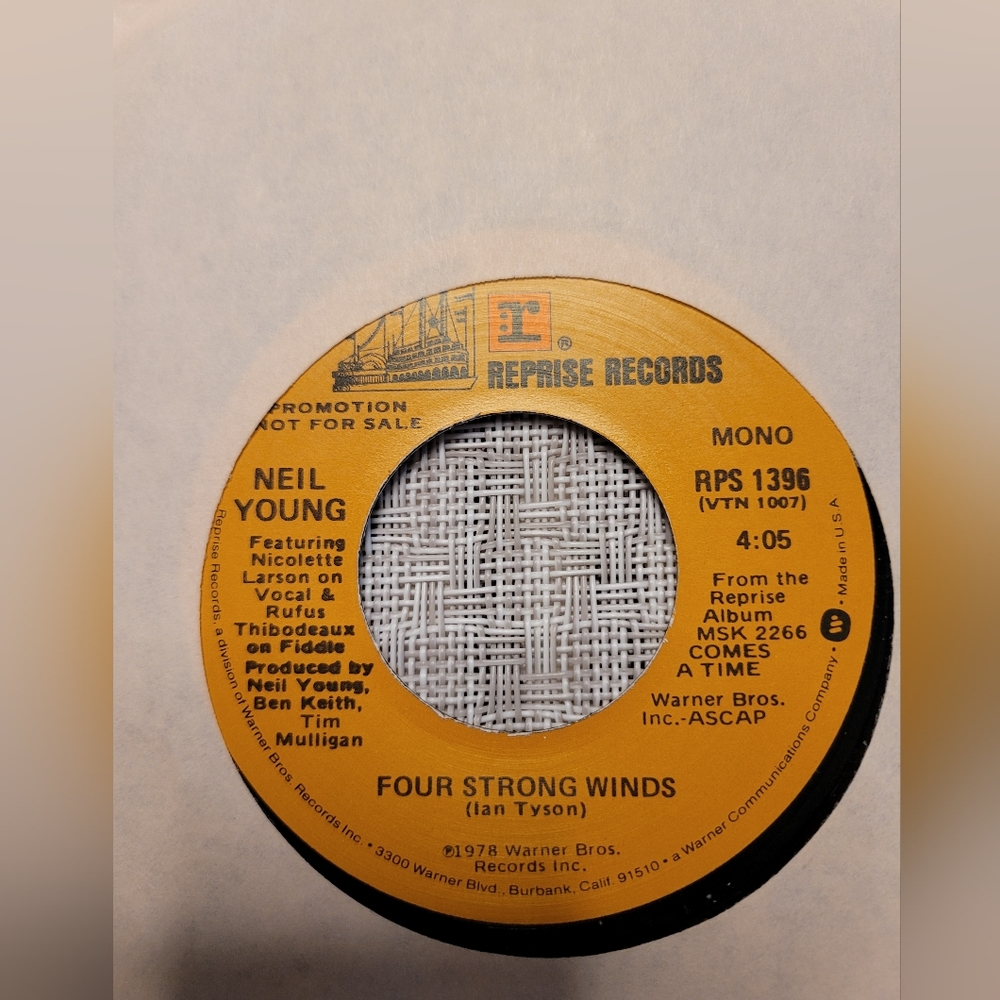 r
®
REPRISE RECORDS
PROMOTION
NOT FOR SALE
MONO
NEIL
YOUNG
RPS 1396
(VTN 1007)
4:05
Featuring
Nicolette
Larson on
Vocal &
Rufus
Thibodeaux
on Fiddle
Produced by
Neil Young,
Ben Keith,
Tim
Mulligan
From the
Reprise
Album
MSK 2266
COMES
A TIME
Warner Bros.
Inc.-ASCAP
FOUR STRONG WINDS
(Ian Tyson)
℗1978 Warner Bros.
Records Inc.
Reprise Records, a division of Warner Bros. Records Inc. • 3300 Warner Blvd., Burbank, Calif. 91510 • a Warner Communications Company • W • Made in U.S.A